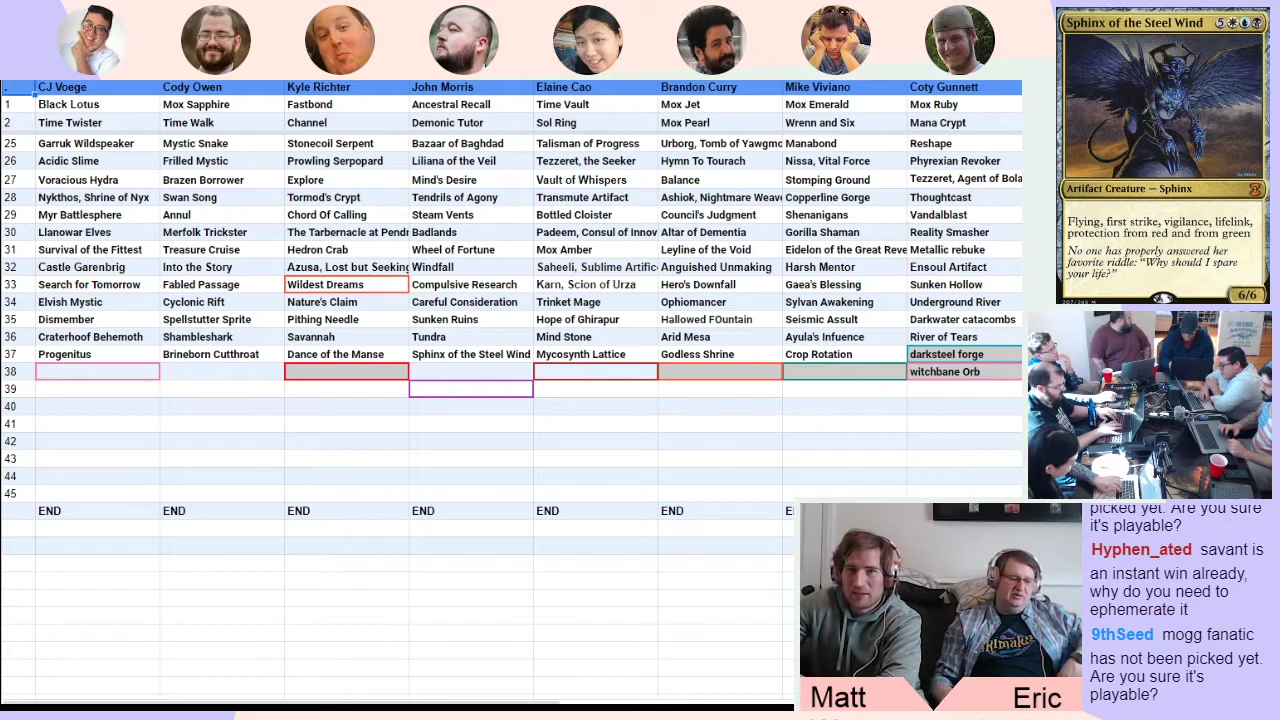 Sphinx of the Steel Wind 5
. CJ Voege Cody Owen Kyle Richter John Morris Elaine Cao Brandon Curry Mike Viviano Coty Gunnett
1 Black Lotus Mox Sapphire Fastbond Ancestral Recall Time Vault Mox Jet Mox Emerald Mox Ruby
2 Time Twister Time Walk Channel Demonic Tutor Sol Ring Mox Pearl Wrenn and Six Mana Crypt
25 Garruk Wildspeaker Mystic Snake Stonecoil Serpent Bazaar of Baghdad Talisman of Progress Urborg, Tomb of Yawgmo Manabond Reshape
26 Acidic Slime Frilled Mystic Prowling Serpopard Liliana of the Veil Tezzeret, the Seeker Hymn To Tourach Nissa, Vital Force Phyrexian Revoker
27 Voracious Hydra Brazen Borrower Explore Mind's Desire Vault of Whispers Balance Stomping Ground Tezzeret, Agent of Bola
28 Nykthos, Shrine of Nyx Swan Song Tormod's Crypt Tendrils of Agony Transmute Artifact Ashiok, Nightmare Weave Copperline Gorge Thoughtcast
29 Myr Battlesphere Annul Chord Of Calling Steam Vents Bottled Cloister Council's Judgment Shenanigans Vandalblast
30 Llanowar Elves Merfolk Trickster The Tarbernacle at Pendr Badlands Padeem, Consul of Innov Altar of Dementia Gorilla Shaman Reality Smasher
31 Survival of the Fittest Treasure Cruise Hedron Crab Wheel of Fortune Mox Amber Leyline of the Void Eidelon of the Great Reve Metallic rebuke
32 Castle Garenbrig Into the Story Azusa, Lost but Seeking Windfall Saheeli, Sublime Artific Anguished Unmaking Harsh Mentor Ensoul Artifact
33 Search for Tomorrow Fabled Passage Wildest Dreams Compulsive Research Karn, Scion of Urza Hero's Downfall Gaea's Blessing Sunken Hollow
34 Elvish Mystic Cyclonic Rift Nature's Claim Careful Consideration Trinket Mage Ophiomancer Sylvan Awakening Underground River
35 Dismember Spellstutter Sprite Pithing Needle Sunken Ruins Hope of Ghirapur Hallowed FOuntain Seismic Assult Darkwater catacombs
36 Craterhoof Behemoth Shambleshark Savannah Tundra Mind Stone Arid Mesa Ayula's Infuence River of Tears
37 Progenitus Brineborn Cutthroat Dance of the Manse Sphinx of the Steel Wind Mycosynth Lattice Godless Shrine Crop Rotation darksteel forge
38 witchbane Orb
39
40
41
42
43
44
45
END END END END END END E
Artifact Creature — Sphinx
Flying, first strike, vigilance, lifelink,
protection from red and from green
No one has properly answered her
favorite riddle: "Why should I spare
your life?"
6/6
picked yet. Are you sure
it's playable?
Hyphen_ated savant is
an instant win already,
why do you need to
ephemerate it
9thSeed mogg fanatic
has not been picked yet.
Are you sure it's
playable?
Matt Eric